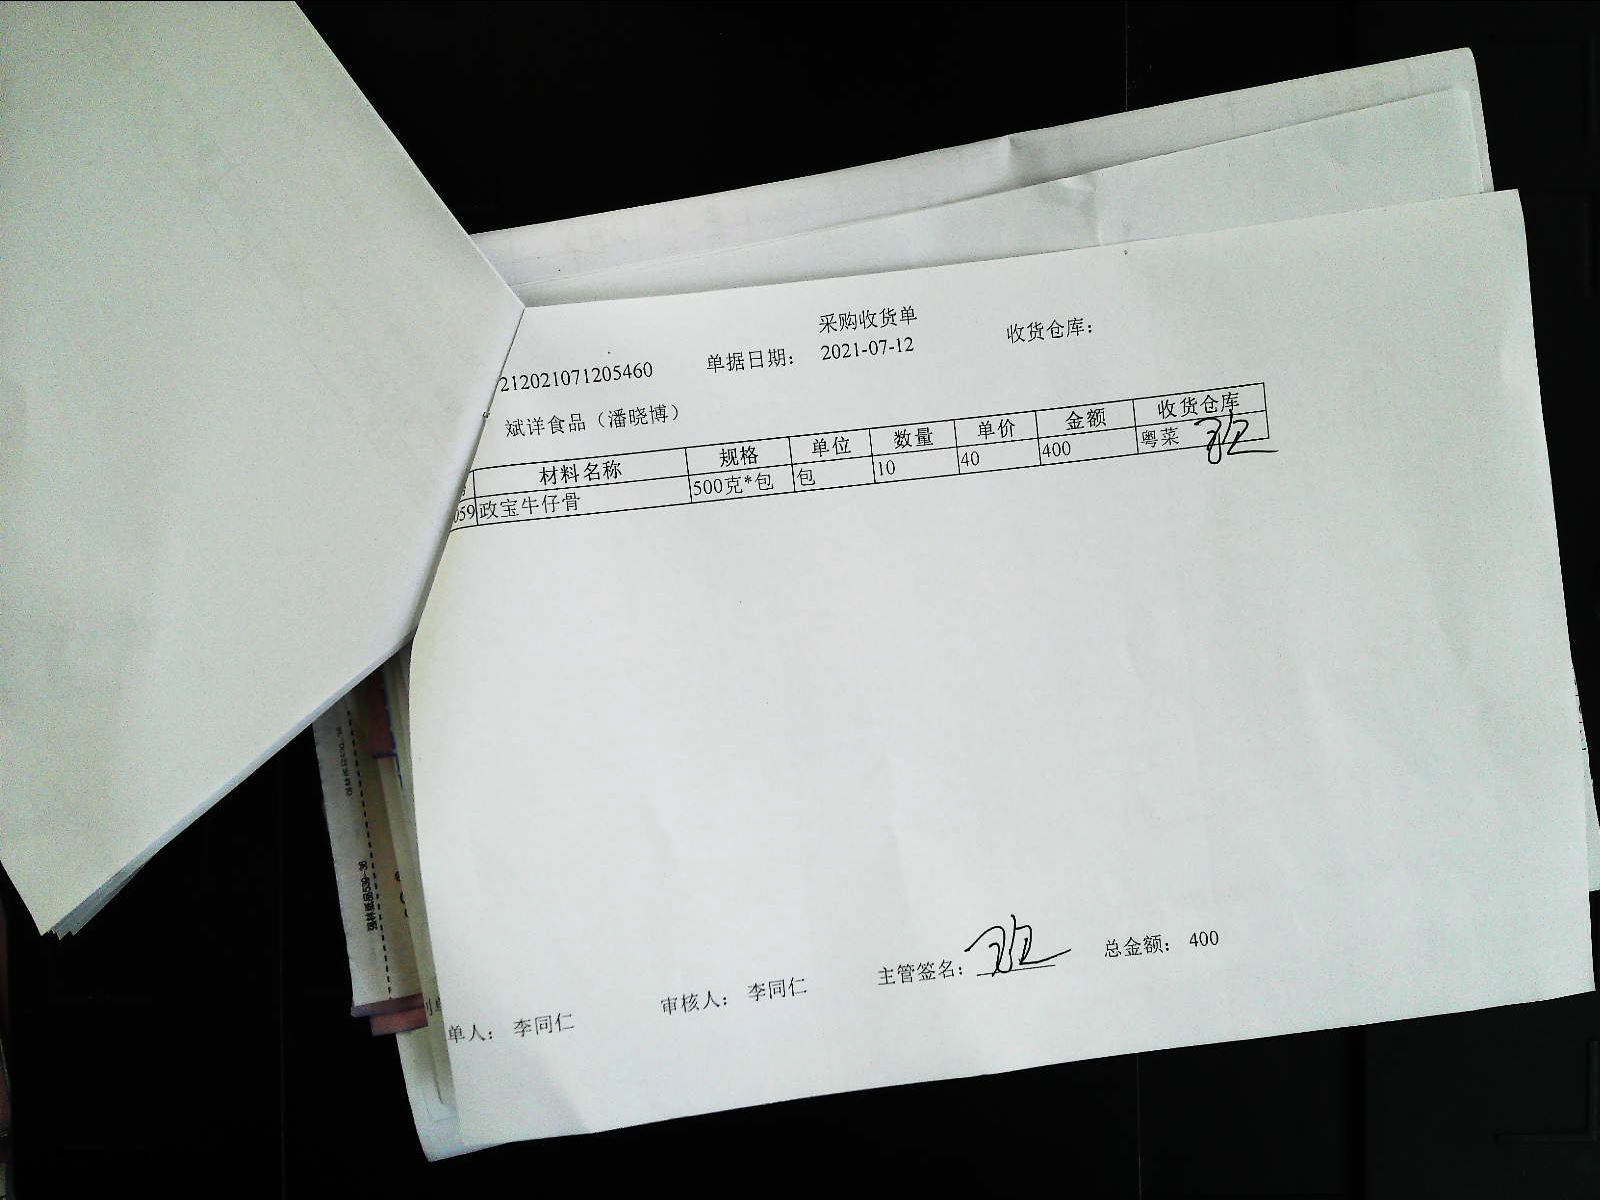 采购收货单
212021071205460 单据日期： 2021-07-12 收货仓库：
斌详食品（潘晓博）
材料名称 规格 单位 数量 单价 金额 收货仓库
059 政宝牛仔骨 500克*包 包 10 40 400 粤菜
单人： 李同仁 审核人： 李同仁 主管签名： 总金额： 400